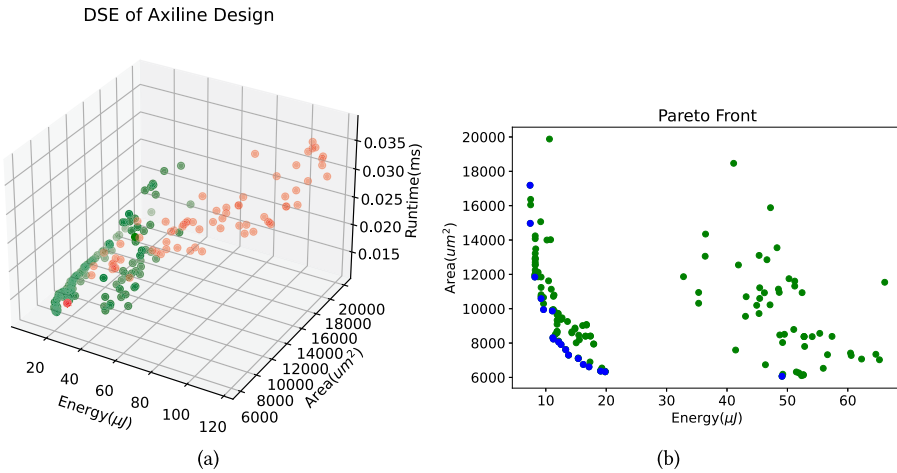 DSE of Axiline Design
0.035
0.030
0.025
0.020
0.015
Runtime(ms)
20000
18000
16000
14000
12000
10000
8000
6000
Area(um²)
20
40
60
80
100
120
Energy(μJ)
(a)
Pareto Front
20000
18000
16000
14000
12000
10000
8000
6000
Area(um²)
10 20 30 40 50 60
Energy(μJ)
(b)